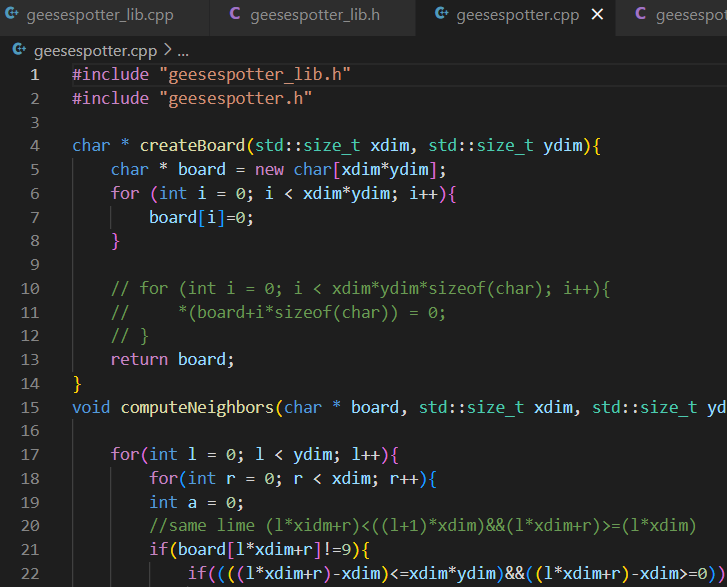 geesespotter_lib.cpp geesespotter_lib.h geesespotter.cpp × geesespot
geesespotter.cpp > ...
1 #include "geesespotter_lib.h"
2 #include "geesespotter.h"
3
4 char * createBoard(std::size_t xdim, std::size_t ydim){
5 char * board = new char[xdim*ydim];
6 for (int i = 0; i < xdim*ydim; i++){
7 board[i]=0;
8 }
9
10 // for (int i = 0; i < xdim*ydim*sizeof(char); i++){
11 // *(board+i*sizeof(char)) = 0;
12 // }
13 return board;
14 }
15 void computeNeighbors(char * board, std::size_t xdim, std::size_t yd
16
17 for(int l = 0; l < ydim; l++){
18 for(int r = 0; r < xdim; r++){
19 int a = 0;
20 //same lime (l*xidm+r)<((l+1)*xdim)&&(l*xdim+r)>=(l*xdim)
21 if(board[l*xdim+r]!=9){
22 if((((l*xdim+r)-xdim)<=xdim*ydim)&&((l*xdim+r)-xdim>=0))